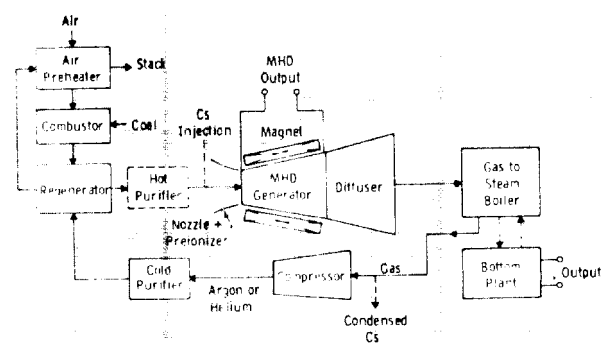 Air
Air
Preheater
Stack
Combustor
Coal
Regenerator
Hot
Purifier
Cs
Injection
MHD
Output
Magnet
MHD
Generator
Diffuser
Nozzle +
Preionizer
Gas to
Steam
Boiler
Cold
Purifier
Argon or
Helium
Compressor
Gas
Condensed
Cs
Bottom
Plant
Output